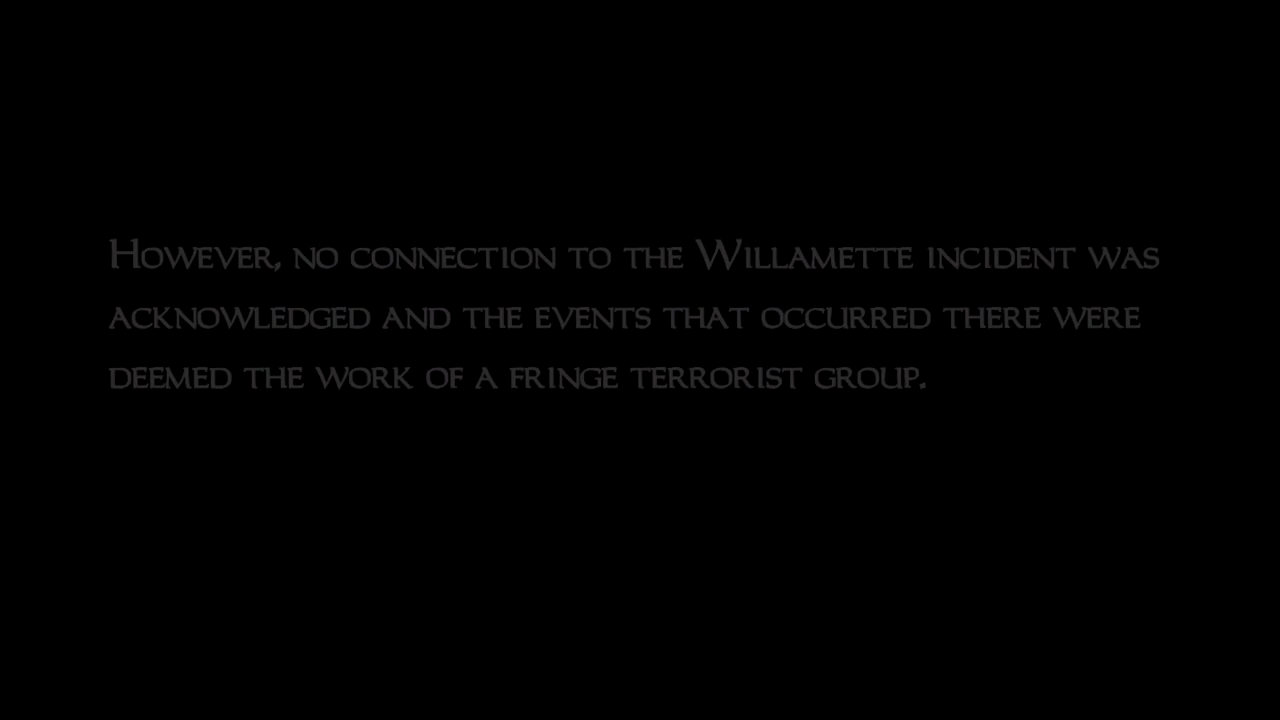 However, no connection to the Willamette incident was
acknowledged and the events that occurred there were
deemed the work of a fringe terrorist group.